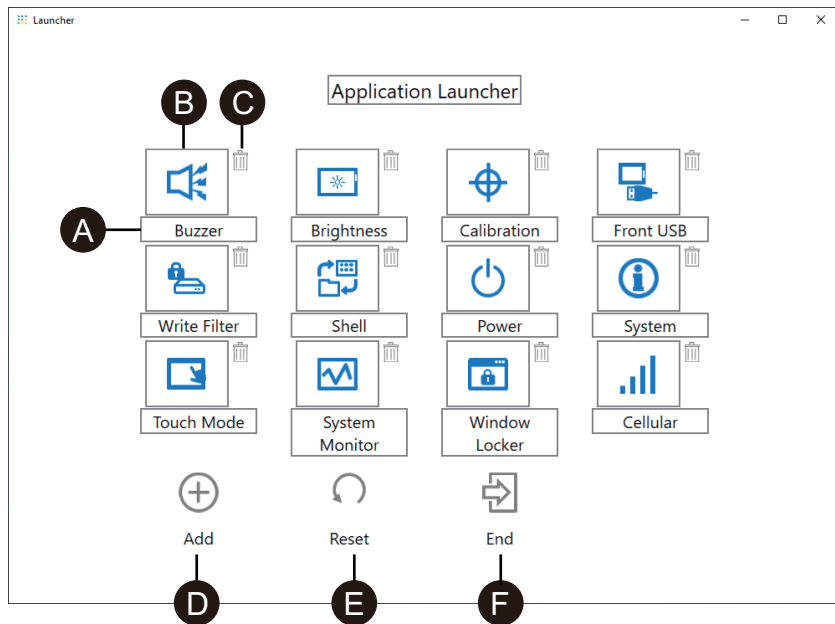 Launcher
Application Launcher
B
C
A
Buzzer
Brightness
Calibration
Front USB
Write Filter
Shell
Power
System
Touch Mode
System
Monitor
Window
Locker
Cellular
Add
Reset
End
D
E
F